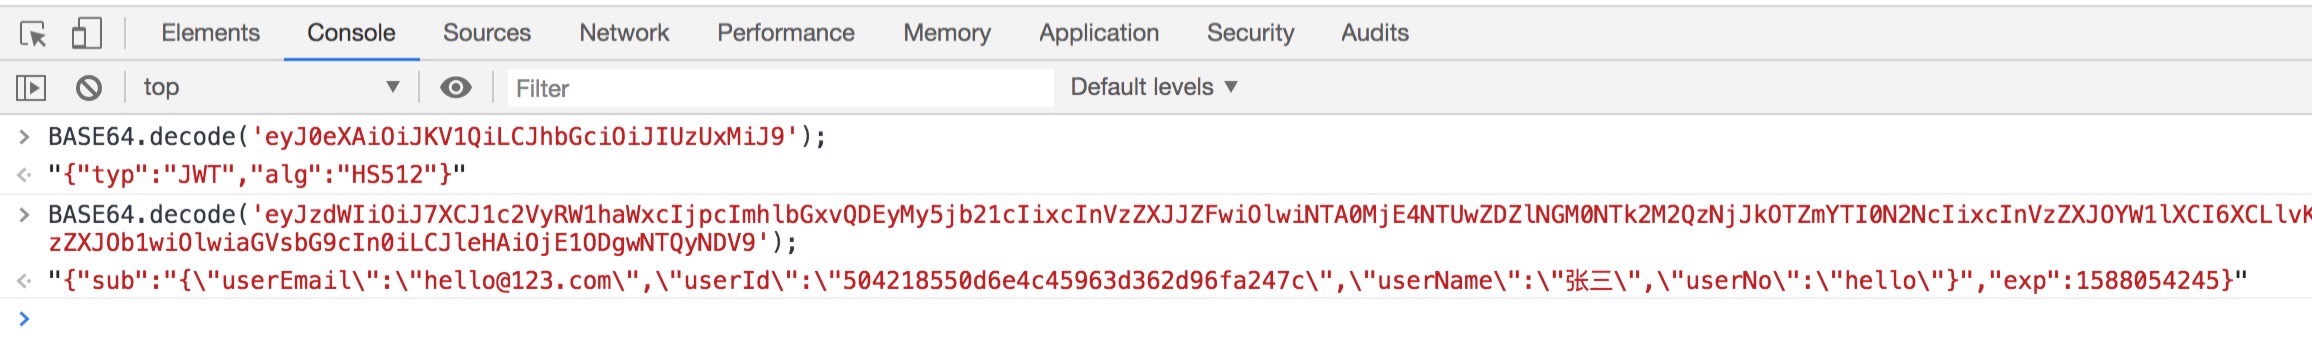 Elements Console Sources Network Performance Memory Application Security Audits
top Filter Default levels
BASE64.decode('eyJ0eXAiOiJKV1QiLCJhbGciOiJIUzUxMiJ9');
"{"typ":"JWT","alg":"HS512"}"
BASE64.decode('eyJzdWIiOiJ7XCJ1c2VyRW1haWxcIjpcImhlbGxvQDEyMy5jb21cIixcInVzZXJJZFwiOlwiNTA0MjE4NTUwZDZlNGM0NTk2M2QzNjJkOTZmYTI0N2NcIixcInVzZXJOYW1lXCI6XCLlvK
zZXJOb1wiOlwiaGVsbG9cIn0iLCJleHAiOjE1ODgwNTQyNDV9');
"{"sub":"{\"userEmail\":\"hello@123.com\",\"userId\":\"504218550d6e4c45963d362d96fa247c\",\"userName\":\"张三\",\"userNo\":\"hello\"}","exp":1588054245}"